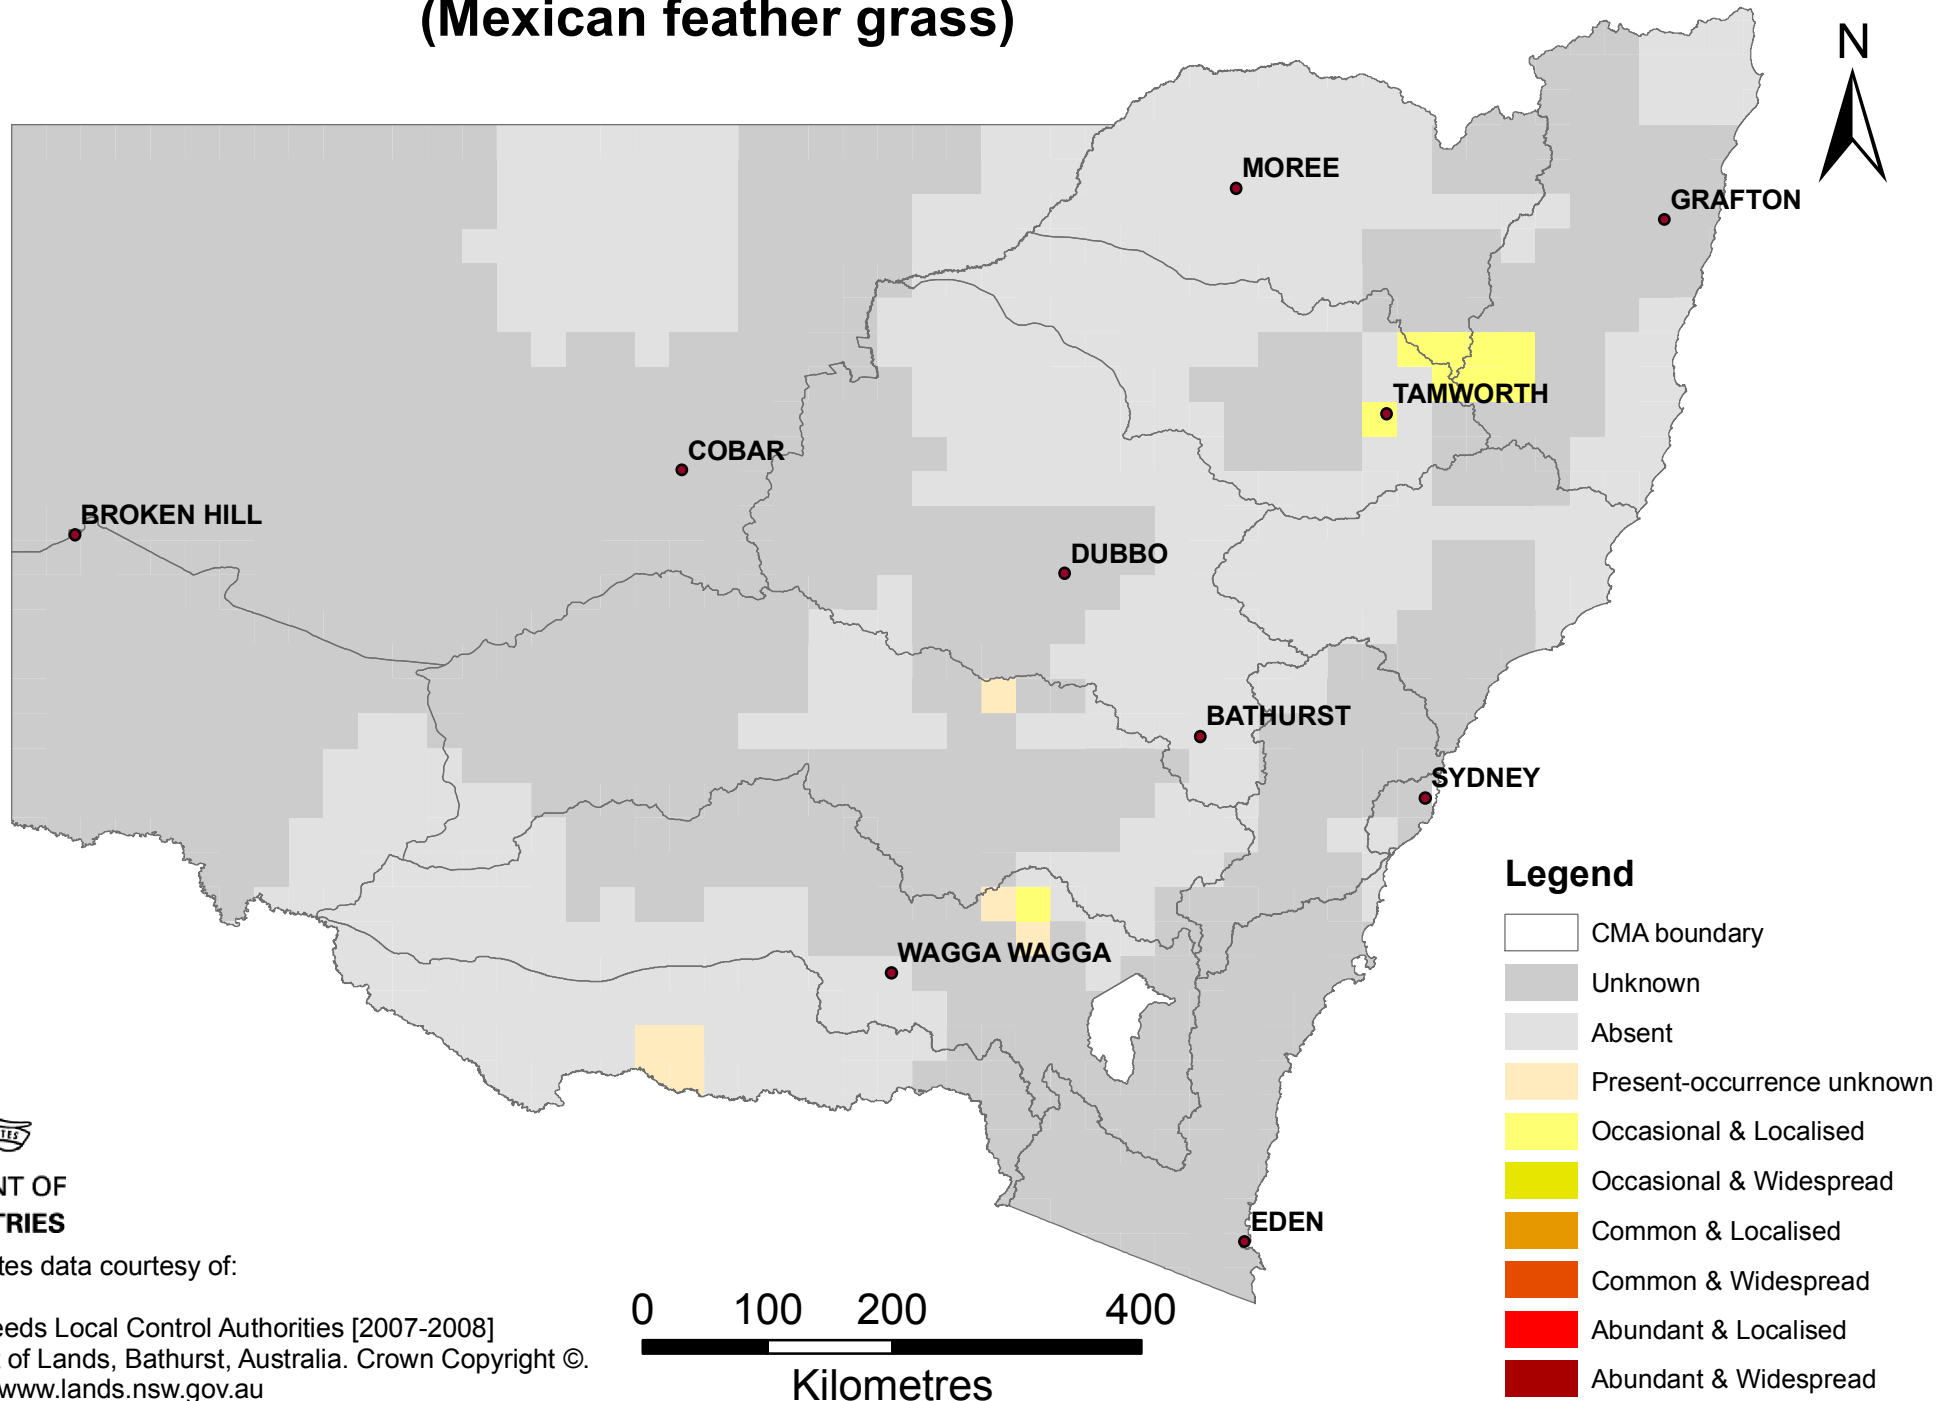 (Mexican feather grass)
N
MOREE
GRAFTON
TAMWORTH
COBAR
BROKEN HILL
DUBBO
BATHURST
SYDNEY
WAGGA WAGGA
EDEN
Legend
CMA boundary
Unknown
Absent
Present-occurrence unknown
Occasional & Localised
Occasional & Widespread
Common & Localised
Common & Widespread
Abundant & Localised
Abundant & Widespread
NT OF
TRIES
tes data courtesy of:
eeds Local Control Authorities [2007-2008]
t of Lands, Bathurst, Australia. Crown Copyright ©.
www.lands.nsw.gov.au
0 100 200 400
Kilometres